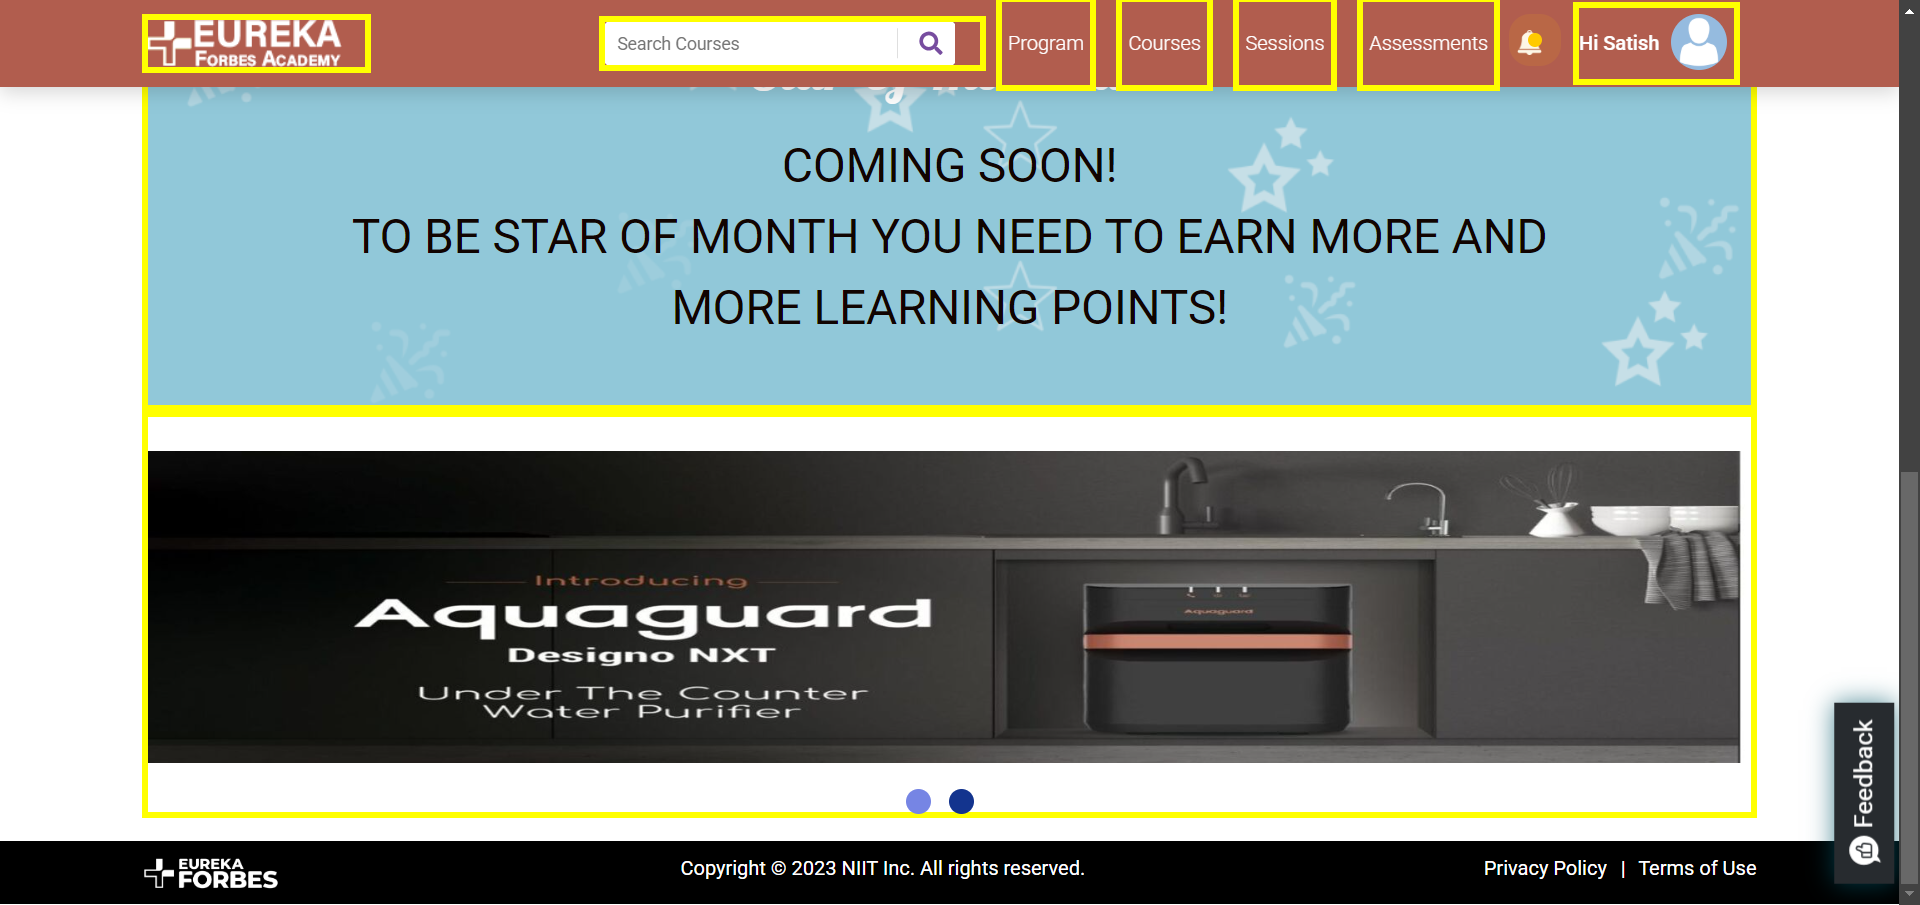 EUREKA
FORBES ACADEMY
Search Courses
Program
Courses
Sessions
Assessments
Hi Satish
COMING SOON!
TO BE STAR OF MONTH YOU NEED TO EARN MORE AND
MORE LEARNING POINTS!
Introducing
Aquaguard
Designo NXT
Under The Counter
Water Purifier
Aquaguard
Feedback
EUREKA
FORBES
Copyright © 2023 NIIT Inc. All rights reserved.
Privacy Policy | Terms of Use